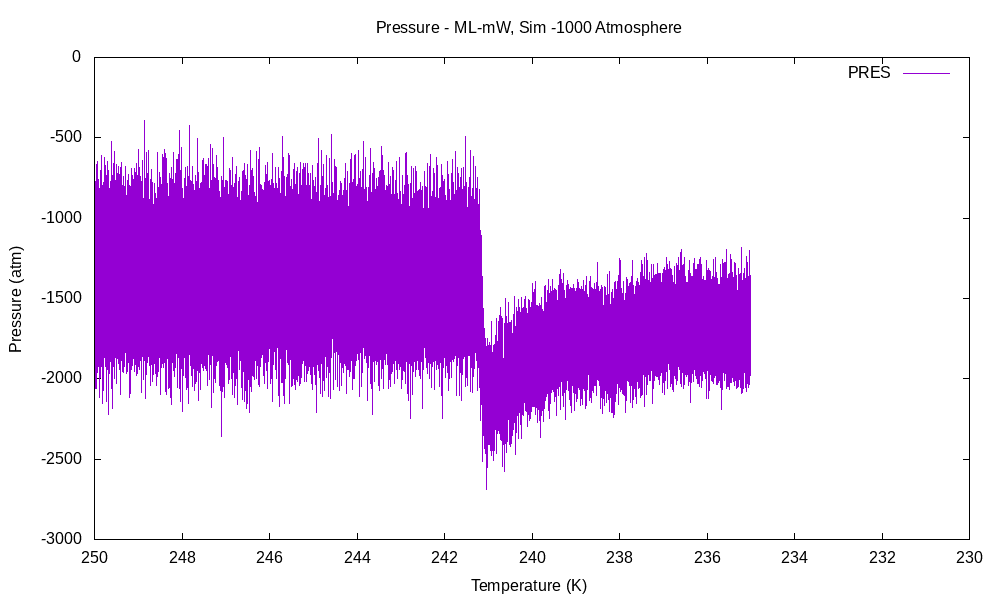 Pressure - ML-mW, Sim -1000 Atmosphere
PRES
0
-500
-1000
-1500
-2000
-2500
-3000
Pressure (atm)
250 248 246 244 242 240 238 236 234 232 230
Temperature (K)